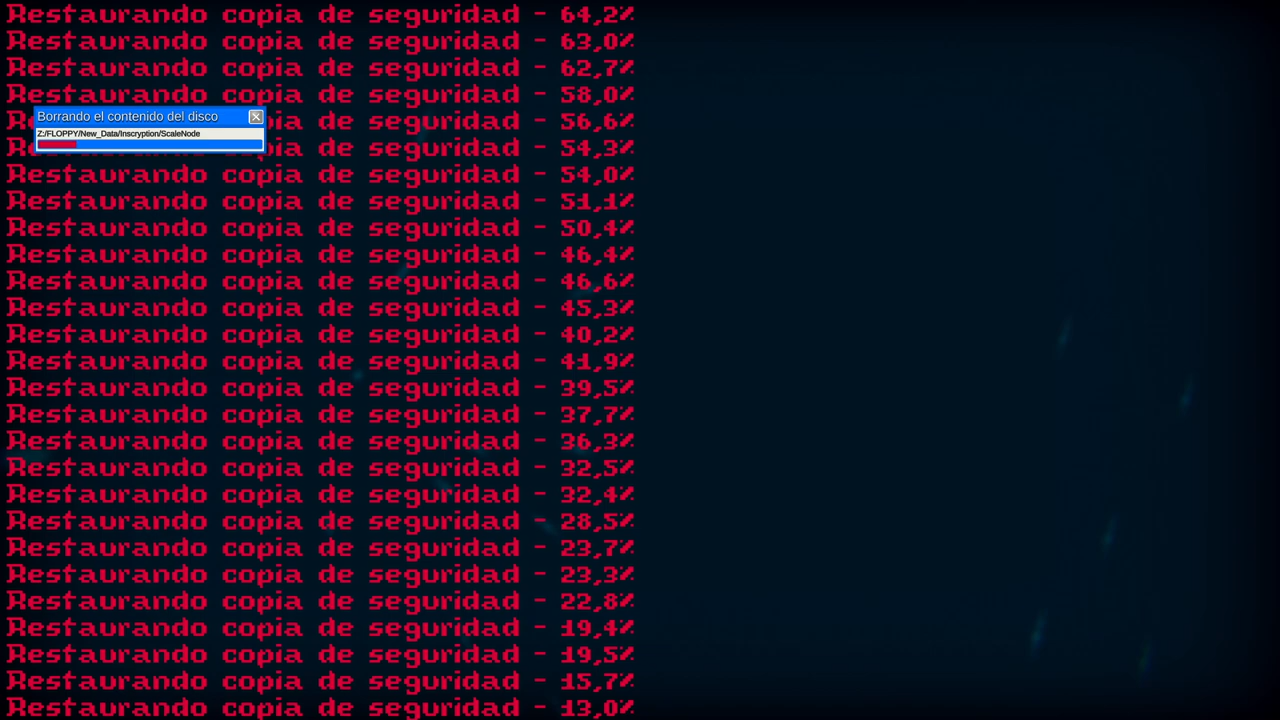 Restaurando copia de seguridad - 64,2%
Restaurando copia de seguridad - 63,0%
Restaurando copia de seguridad - 62,7%
Restaurando copia de seguridad - 58,0%
Borrando el contenido del disco
Z:/FLOPPY/New_Data/Inscryption/ScaleNode
Restaurando copia de seguridad - 56,6%
Restaurando copia de seguridad - 54,3%
Restaurando copia de seguridad - 54,0%
Restaurando copia de seguridad - 51,1%
Restaurando copia de seguridad - 50,4%
Restaurando copia de seguridad - 46,4%
Restaurando copia de seguridad - 46,6%
Restaurando copia de seguridad - 45,3%
Restaurando copia de seguridad - 40,2%
Restaurando copia de seguridad - 41,9%
Restaurando copia de seguridad - 39,5%
Restaurando copia de seguridad - 37,7%
Restaurando copia de seguridad - 36,3%
Restaurando copia de seguridad - 32,5%
Restaurando copia de seguridad - 32,4%
Restaurando copia de seguridad - 28,5%
Restaurando copia de seguridad - 23,7%
Restaurando copia de seguridad - 23,3%
Restaurando copia de seguridad - 22,8%
Restaurando copia de seguridad - 19,4%
Restaurando copia de seguridad - 19,5%
Restaurando copia de seguridad - 15,7%
Restaurando copia de seguridad - 13,0%